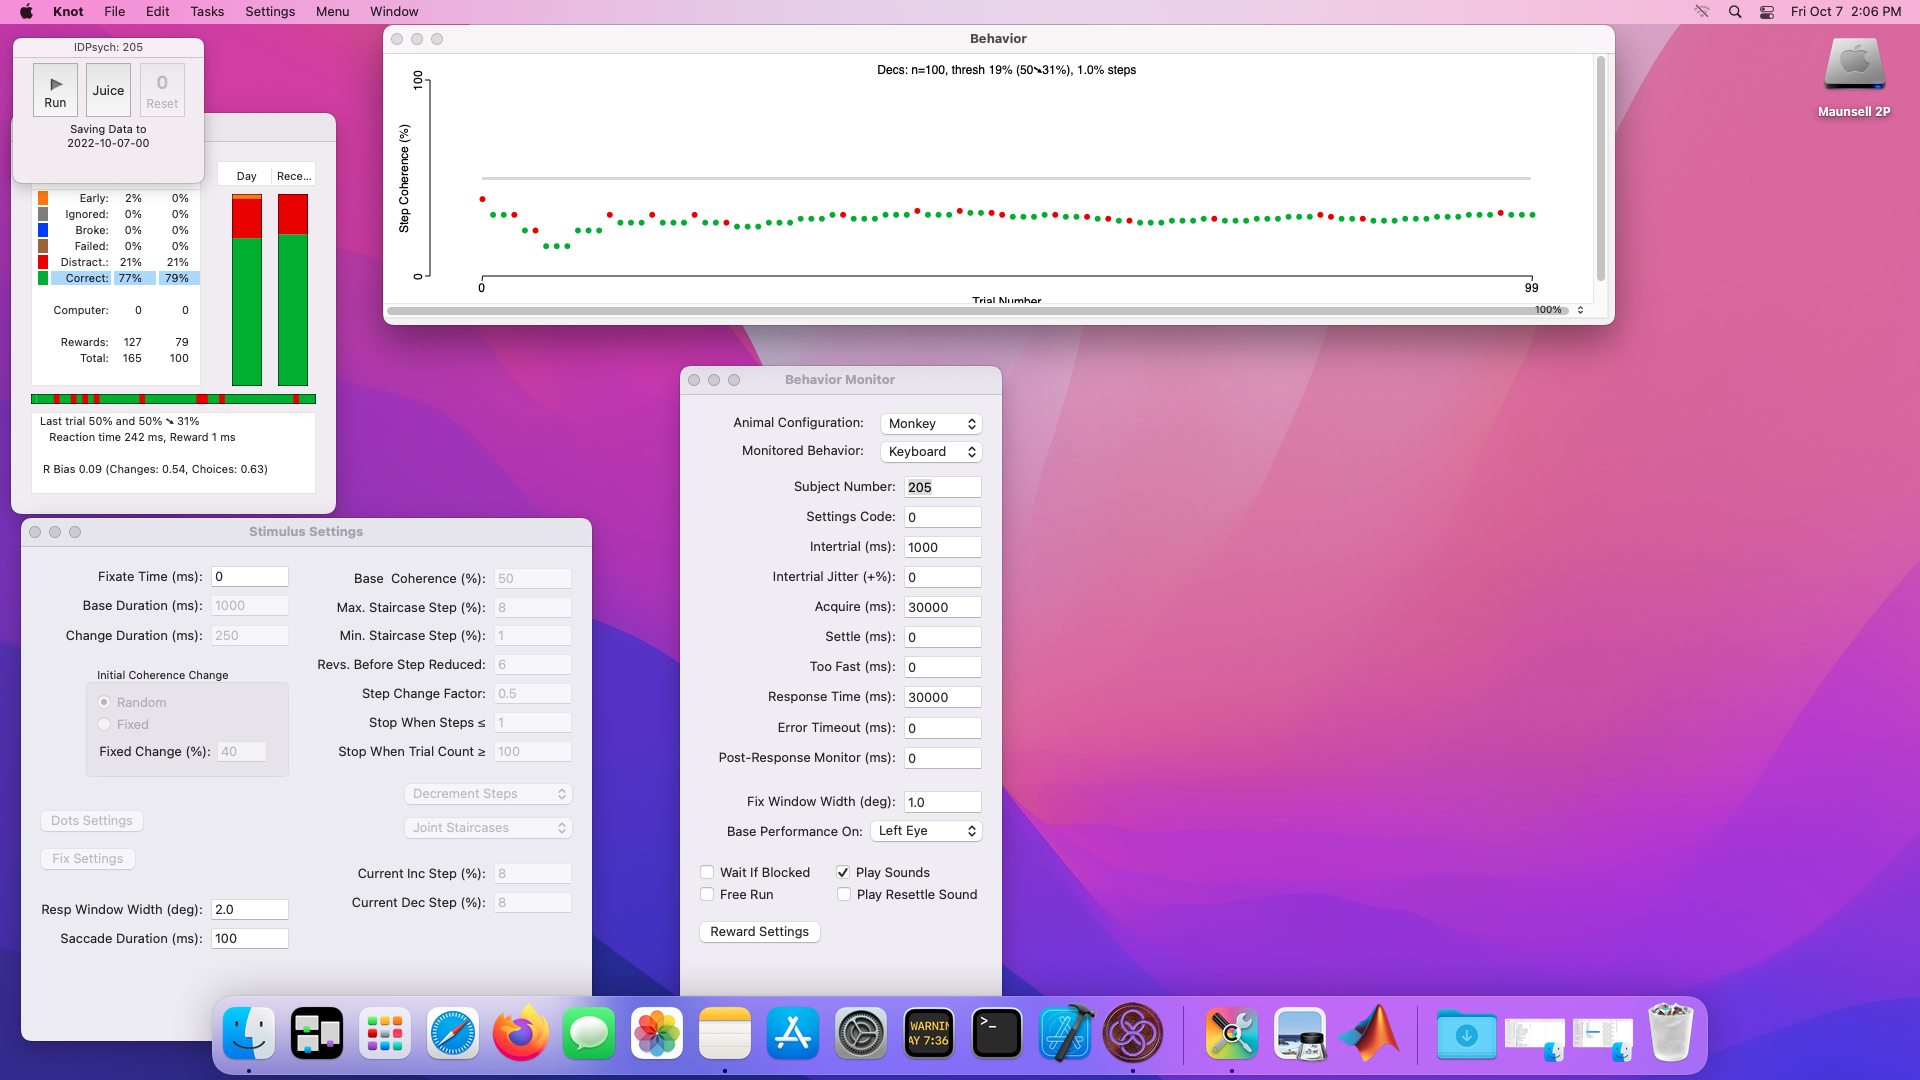 Knot File Edit Tasks Settings Menu Window Fri Oct 7 2:06 PM
IDPsych: 205
Run
Juice
0
Reset
Saving Data to
2022-10-07-00
Day Rece...
Early: 2% 0%
Ignored: 0% 0%
Broke: 0% 0%
Failed: 0% 0%
Distract.: 21% 21%
Correct: 77% 79%
Computer: 0 0
Rewards: 127 79
Total: 165 100
Last trial 50% and 50% ➘ 31%
Reaction time 242 ms, Reward 1 ms
R Bias 0.09 (Changes: 0.54, Choices: 0.63)
Behavior
Decs: n=100, thresh 19% (50➘31%), 1.0% steps
100
Step Coherence (%)
0
0
99
Trial Number
100%
Maunsell 2P
Stimulus Settings
Fixate Time (ms): 0
Base Duration (ms): 1000
Change Duration (ms): 250
Initial Coherence Change
Random
Fixed
Fixed Change (%): 40
Dots Settings
Fix Settings
Resp Window Width (deg): 2.0
Saccade Duration (ms): 100
Base Coherence (%): 50
Max. Staircase Step (%): 8
Min. Staircase Step (%): 1
Revs. Before Step Reduced: 6
Step Change Factor: 0.5
Stop When Steps ≤ 1
Stop When Trial Count ≥ 100
Decrement Steps
Joint Staircases
Current Inc Step (%): 8
Current Dec Step (%): 8
Behavior Monitor
Animal Configuration: Monkey
Monitored Behavior: Keyboard
Subject Number: 205
Settings Code: 0
Intertrial (ms): 1000
Intertrial Jitter (+%): 0
Acquire (ms): 30000
Settle (ms): 0
Too Fast (ms): 0
Response Time (ms): 30000
Error Timeout (ms): 0
Post-Response Monitor (ms): 0
Fix Window Width (deg): 1.0
Base Performance On: Left Eye
Wait If Blocked
Play Sounds
Free Run
Play Resettle Sound
Reward Settings
WARNIN
AY 7:36
>_